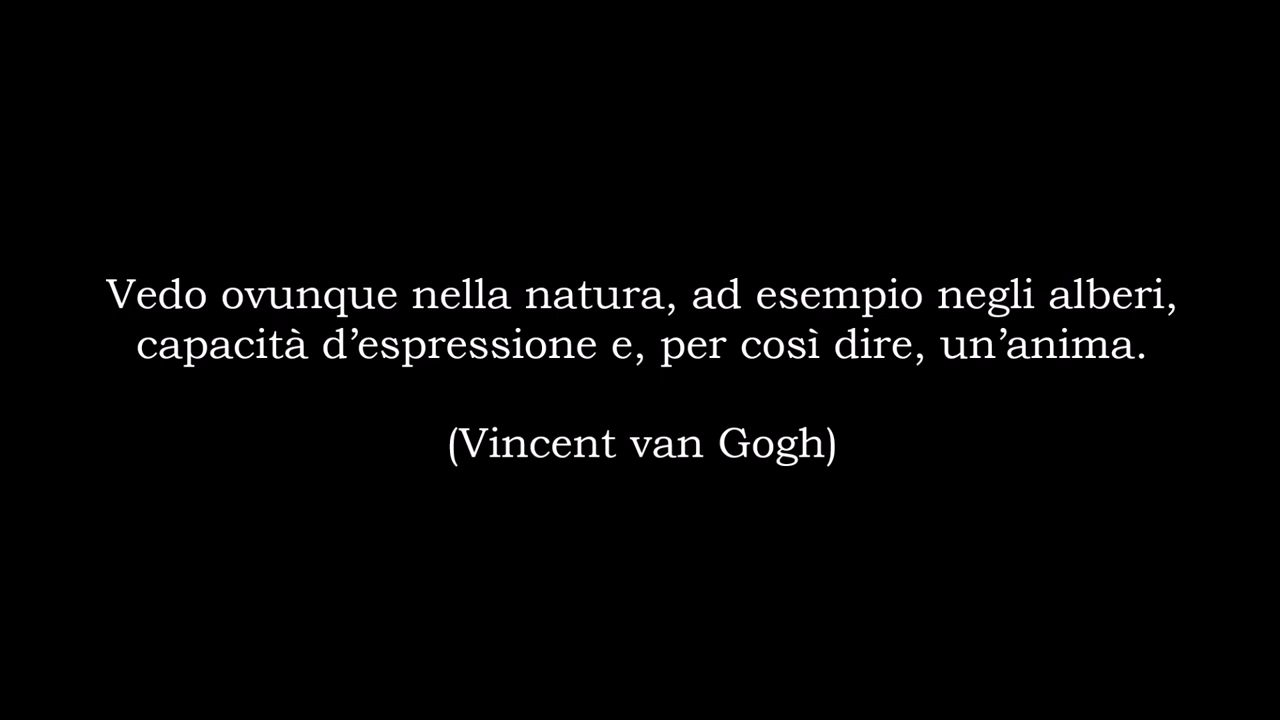 Vedo ovunque nella natura, ad esempio negli alberi,
capacità d’espressione e, per così dire, un’anima.
(Vincent van Gogh)